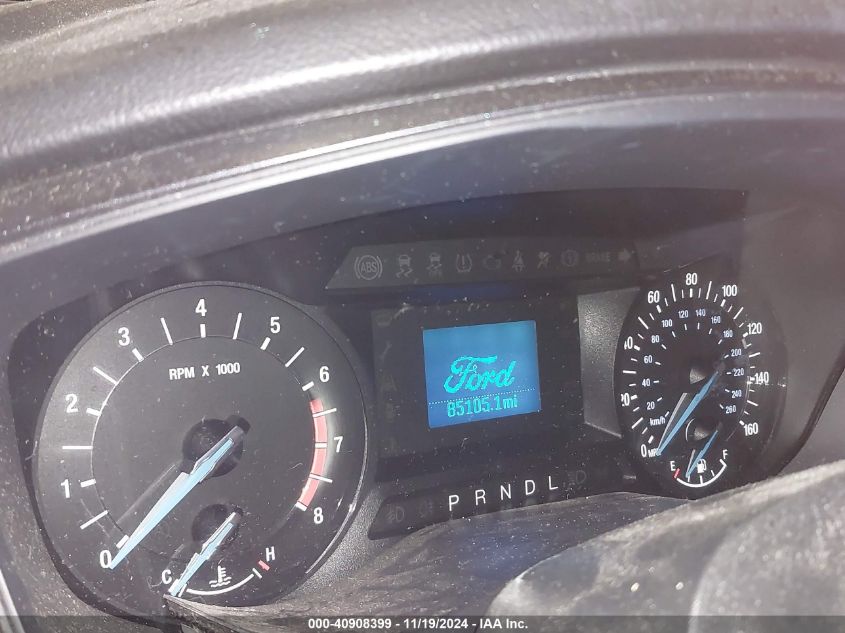 ABS
BRAKE
4
3
5
2
6
1
7
0
8
RPM X 1000
C
H
Ford
85105.1mi
P R N D L
80
60
100
40
120
20
140
0 MPH
160
120
140
100
160
80
180
60
200
40
220
20
240
km/h
260
E
F
000-40908399 - 11/19/2024 - IAA Inc.